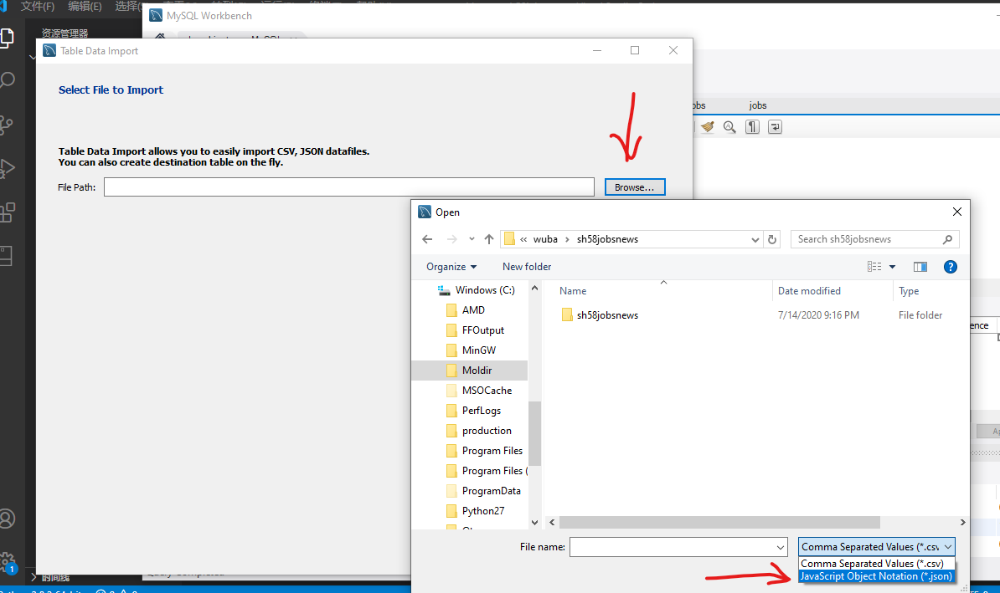 文件(F) 编辑(E) 选择(
资源管理器
MySQL Workbench
Table Data Import
Select File to Import
jobs
Table Data Import allows you to easily import CSV, JSON datafiles.
You can also create destination table on the fly.
File Path:
Browse...
Open
« wuba › sh58jobsnews
Search sh58jobsnews
Organize
New folder
Name
Date modified
Type
Windows (C:)
AMD
FFOutput
MinGW
Moldir
MSOCache
PerfLogs
production
Program Files
Program Files (
ProgramData
Python27
sh58jobsnews
7/14/2020 9:16 PM
File folder
File name:
Comma Separated Values (*.csv
Comma Separated Values (*.csv)
JavaScript Object Notation (*.json)
1
时间线